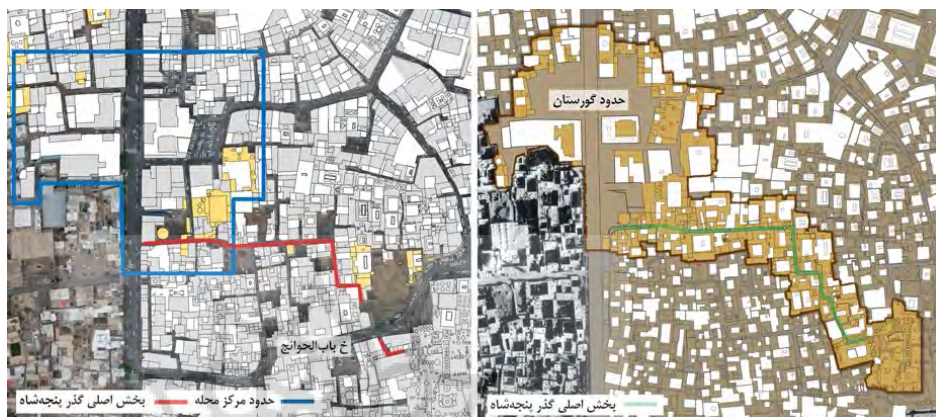 حدود گورستان
خ باب‌الحوائج
بخش اصلی گذر پنجه‌شاه
حدود مرکز محله
بخش اصلی گذر پنجه‌شاه